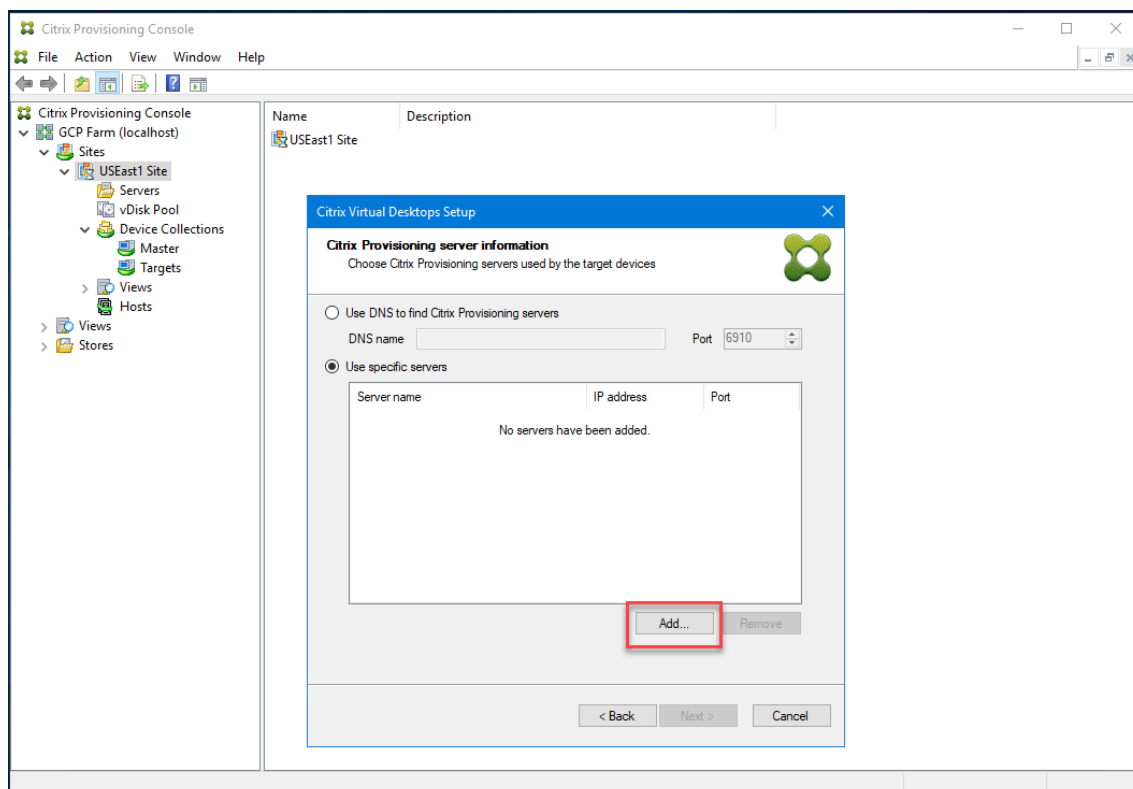 Citrix Provisioning Console
File Action View Window Help
Citrix Provisioning Console
GCP Farm (localhost)
Sites
USEast1 Site
Servers
vDisk Pool
Device Collections
Master
Targets
Views
Hosts
Views
Stores
Name Description
USEast1 Site
Citrix Virtual Desktops Setup
Citrix Provisioning server information
Choose Citrix Provisioning servers used by the target devices
Use DNS to find Citrix Provisioning servers
DNS name Port 6910
Use specific servers
Server name IP address Port
No servers have been added.
Add... Remove
< Back Next > Cancel